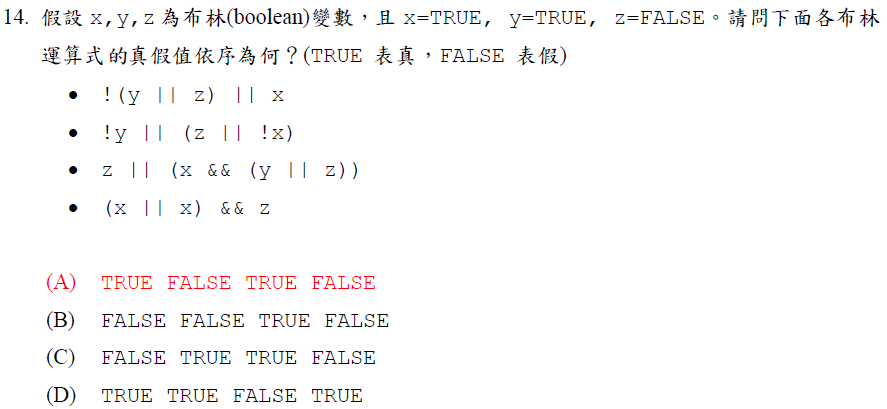 14. 假設 x,y,z 為布林(boolean)變數，且 x=TRUE, y=TRUE, z=FALSE。請問下面各布林
運算式的真假值依序為何？(TRUE 表真，FALSE 表假)
• !(y || z) || x
• !y || (z || !x)
• z || (x && (y || z))
• (x || x) && z
(A) TRUE FALSE TRUE FALSE
(B) FALSE FALSE TRUE FALSE
(C) FALSE TRUE TRUE FALSE
(D) TRUE TRUE FALSE TRUE